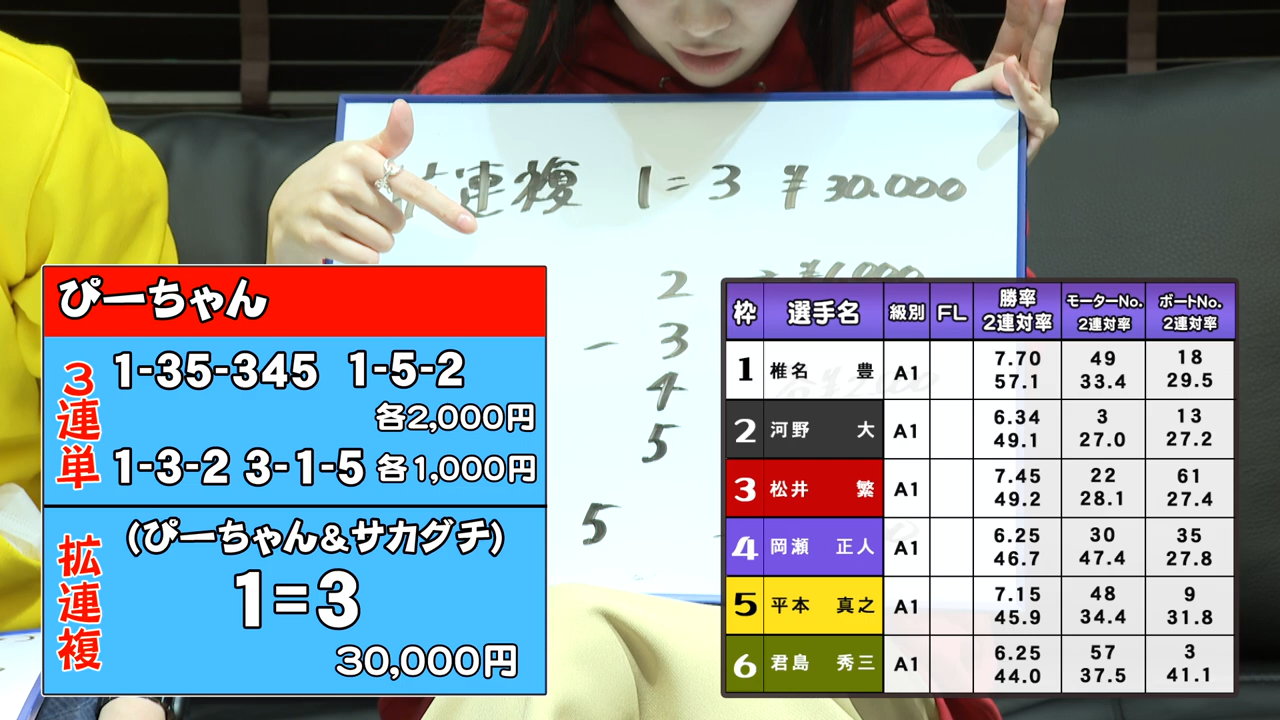 拡連複 1=3 ¥30.000
2
- 3
4
5
5
ぴーちゃん
3連単
1-35-345 1-5-2
各2,000円
1-3-2 3-1-5 各1,000円
拡連複
(ぴーちゃん&サカグチ)
1=3
30,000円
枠 選手名 級別 FL 勝率 2連対率 モーターNo. 2連対率 ボートNo. 2連対率
1 椎名 豊 A1 7.70 57.1 49 33.4 18 29.5
2 河野 大 A1 6.34 49.1 3 27.0 13 27.2
3 松井 繁 A1 7.45 49.2 22 28.1 61 27.4
4 岡瀬 正人 A1 6.25 46.7 30 47.4 35 27.8
5 平本 真之 A1 7.15 45.9 48 34.4 9 31.8
6 君島 秀三 A1 6.25 44.0 57 37.5 3 41.1